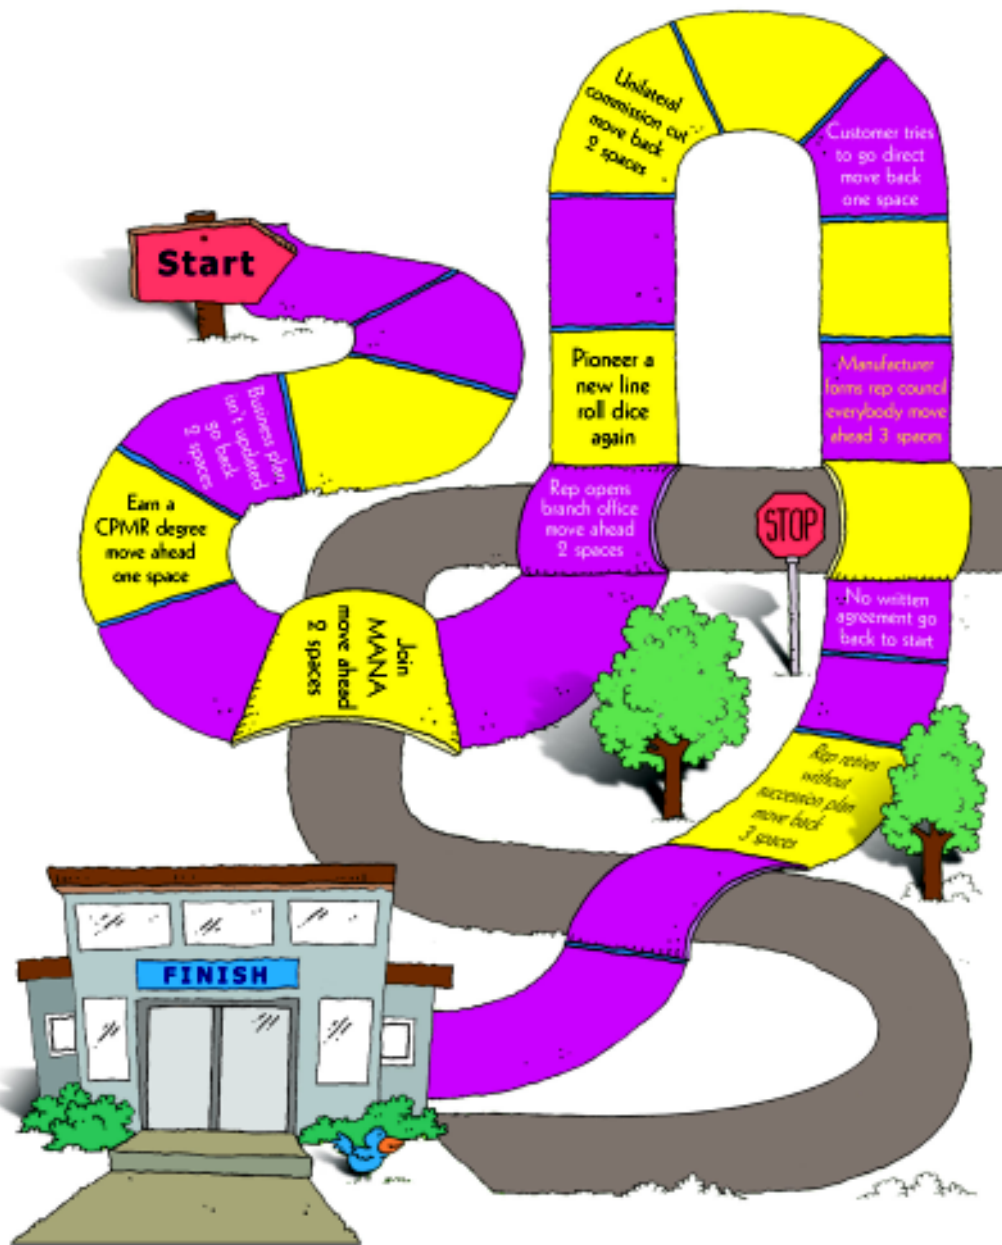 Start
Business plan
isn't updated
go back
2 spaces
Earn a
CPMR degree
move ahead
one space
Join
MANA
move ahead
2 spaces
Rep opens
branch office
move ahead
2 spaces
Pioneer a
new line
roll dice
again
Unilateral
commission cut
move back
2 spaces
Customer tries
to go direct
move back
one space
Manufacturer
forms rep council
everybody move
ahead 3 spaces
STOP
No written
agreement go
back to start
Rep retires
without
succession plan
move back
3 spaces
FINISH